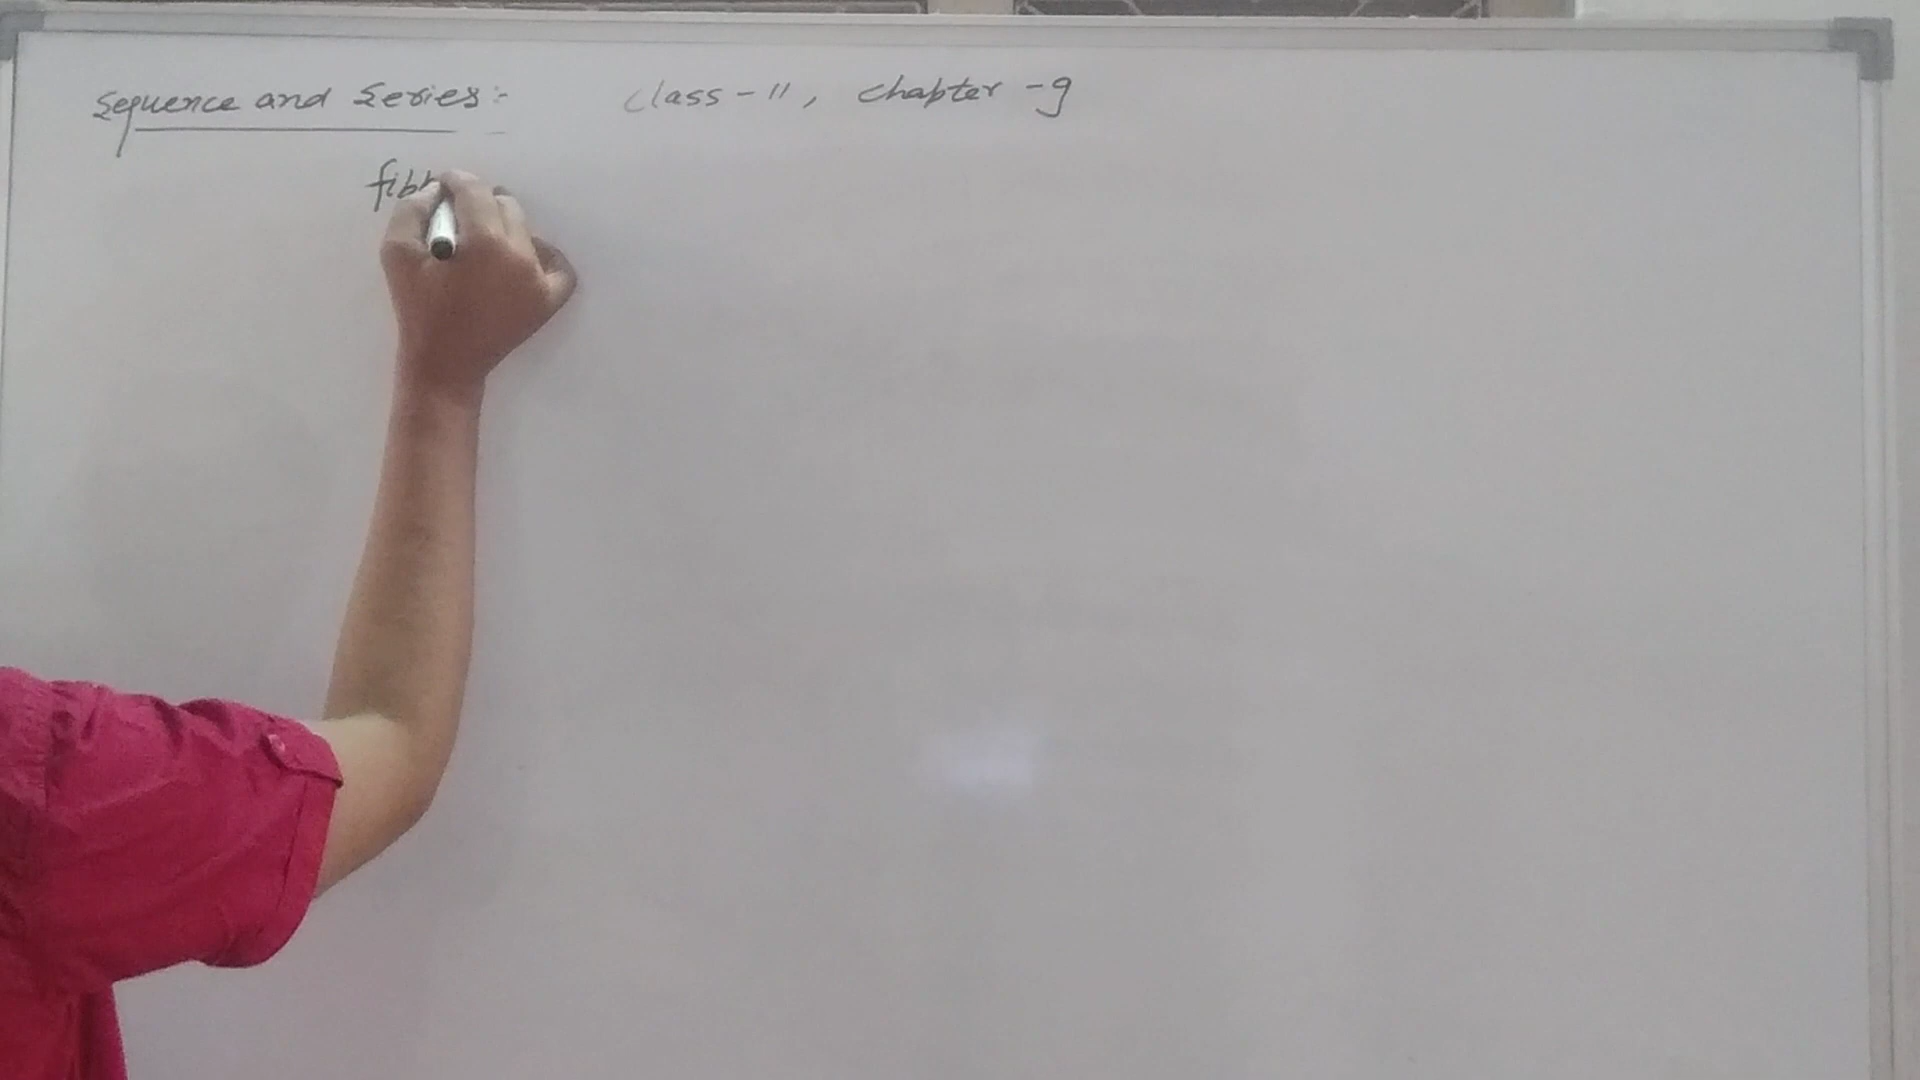 Sequence and Series:- Class-11, Chapter-9